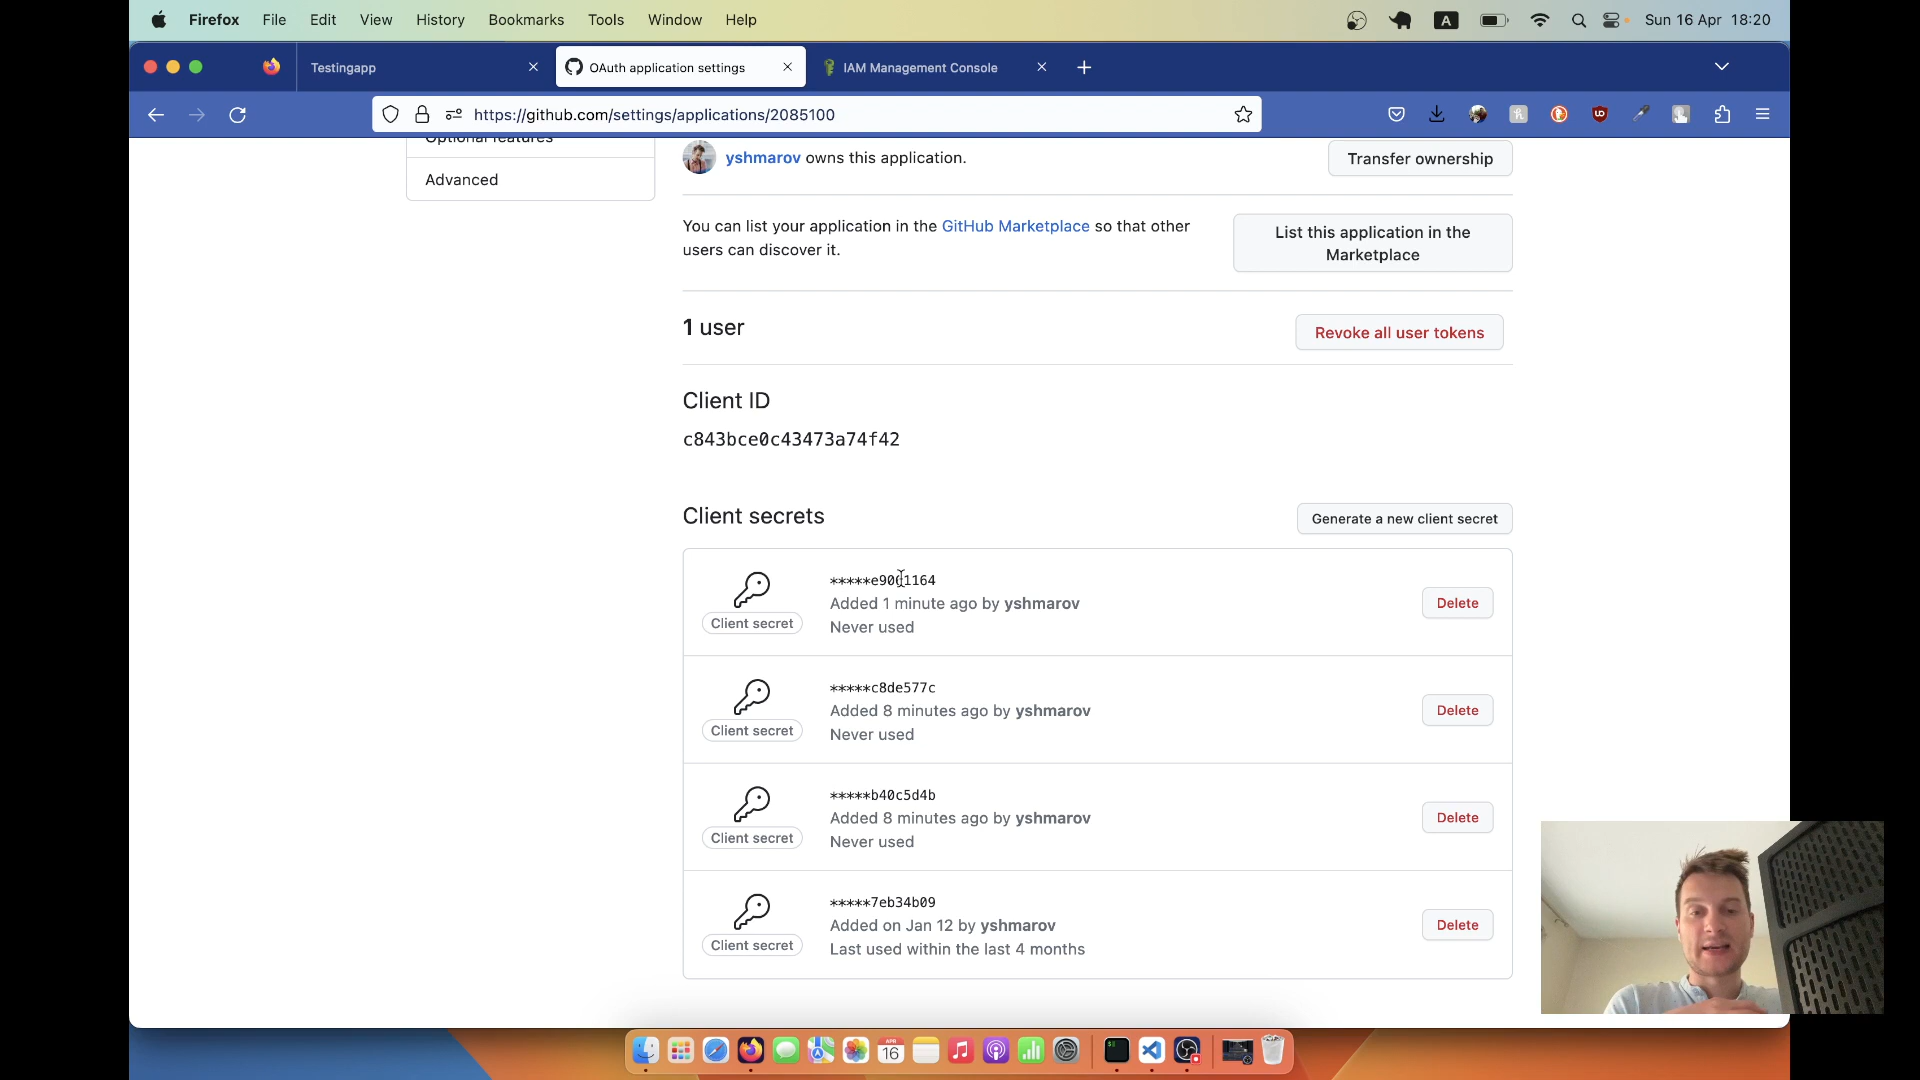 Firefox File Edit View History Bookmarks Tools Window Help
A
Sun 16 Apr 18:20
Testingapp
OAuth application settings
IAM Management Console
https://github.com/settings/applications/2085100
Optional features
Advanced
yshmarov owns this application.
Transfer ownership
You can list your application in the GitHub Marketplace so that other
users can discover it.
List this application in the
Marketplace
1 user
Revoke all user tokens
Client ID
c843bce0c43473a74f42
Client secrets
Generate a new client secret
Client secret
Added 1 minute ago by yshmarov
Never used
Delete
Client secret
*****c8de577c
Added 8 minutes ago by yshmarov
Never used
Delete
Client secret
*****b40c5d4b
Added 8 minutes ago by yshmarov
Never used
Delete
Client secret
*****7eb34b09
Added on Jan 12 by yshmarov
Last used within the last 4 months
Delete
APR
16